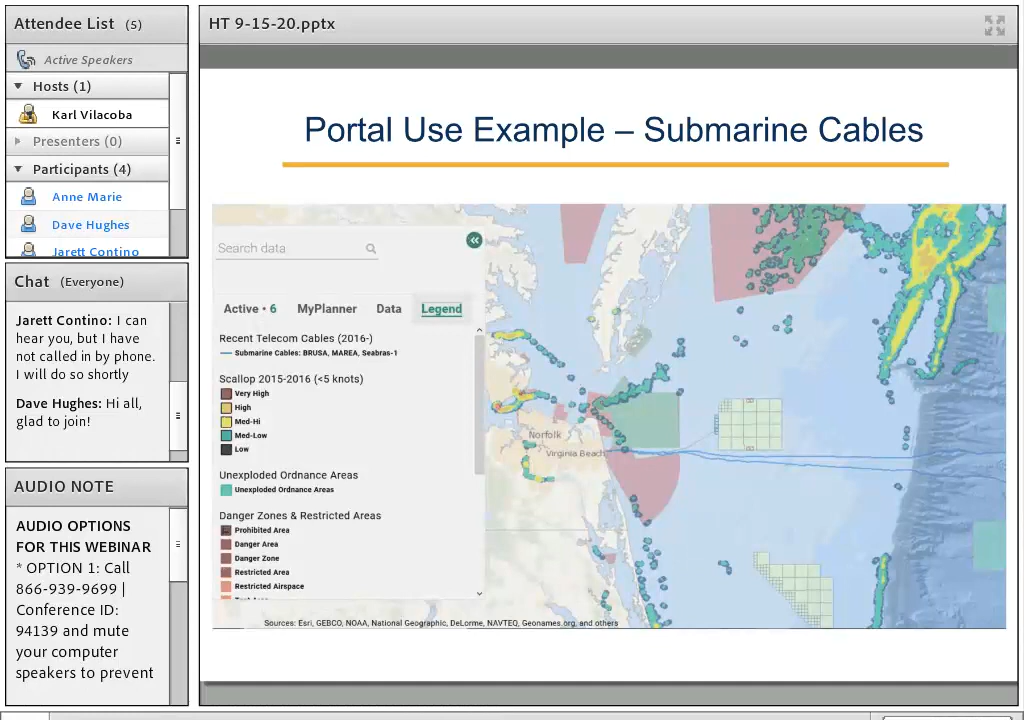 Attendee List (5)
Active Speakers
Hosts (1)
Karl Vilacoba
Presenters (0)
Participants (4)
Anne Marie
Dave Hughes
Jarett Contino
Chat (Everyone)
Jarett Contino: I can
hear you, but I have
not called in by phone.
I will do so shortly
Dave Hughes: Hi all,
glad to join!
AUDIO NOTE
AUDIO OPTIONS
FOR THIS WEBINAR
* OPTION 1: Call
866-939-9699 |
Conference ID:
94139 and mute
your computer
speakers to prevent
HT 9-15-20.pptx
Portal Use Example – Submarine Cables
Search data
Active • 6 MyPlanner Data Legend
Recent Telecom Cables (2016-)
Submarine Cables: BRUSA, MAREA, Seabras-1
Scallop 2015-2016 (<5 knots)
Very High
High
Med-Hi
Med-Low
Low
Unexploded Ordnance Areas
Unexploded Ordnance Areas
Danger Zones & Restricted Areas
Prohibited Area
Danger Area
Danger Zone
Restricted Area
Restricted Airspace
Norfolk
Virginia Beach
Sources: Esri, GEBCO, NOAA, National Geographic, DeLorme, NAVTEQ, Geonames.org, and others